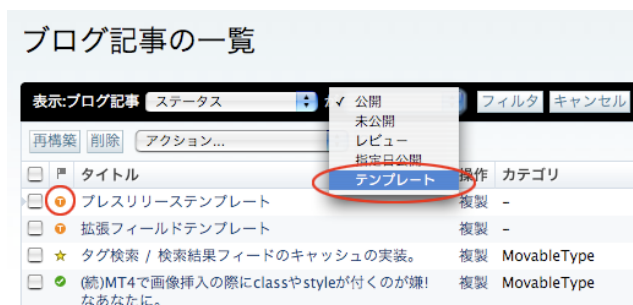 ブログ記事の一覧
表示:ブログ記事 ステータス が ✓ 公開 フィルタ キャンセル
未公開
レビュー
指定日公開
テンプレート
再構築 削除 アクション...
タイトル 操作 カテゴリ
プレスリリーステンプレート 複製 –
拡張フィールドテンプレート 複製 –
タグ検索 / 検索結果フィードのキャッシュの実装。 複製 MovableType
(続)MT4で画像挿入の際にclassやstyleが付くのが嫌! 複製 MovableType
なあなたに。